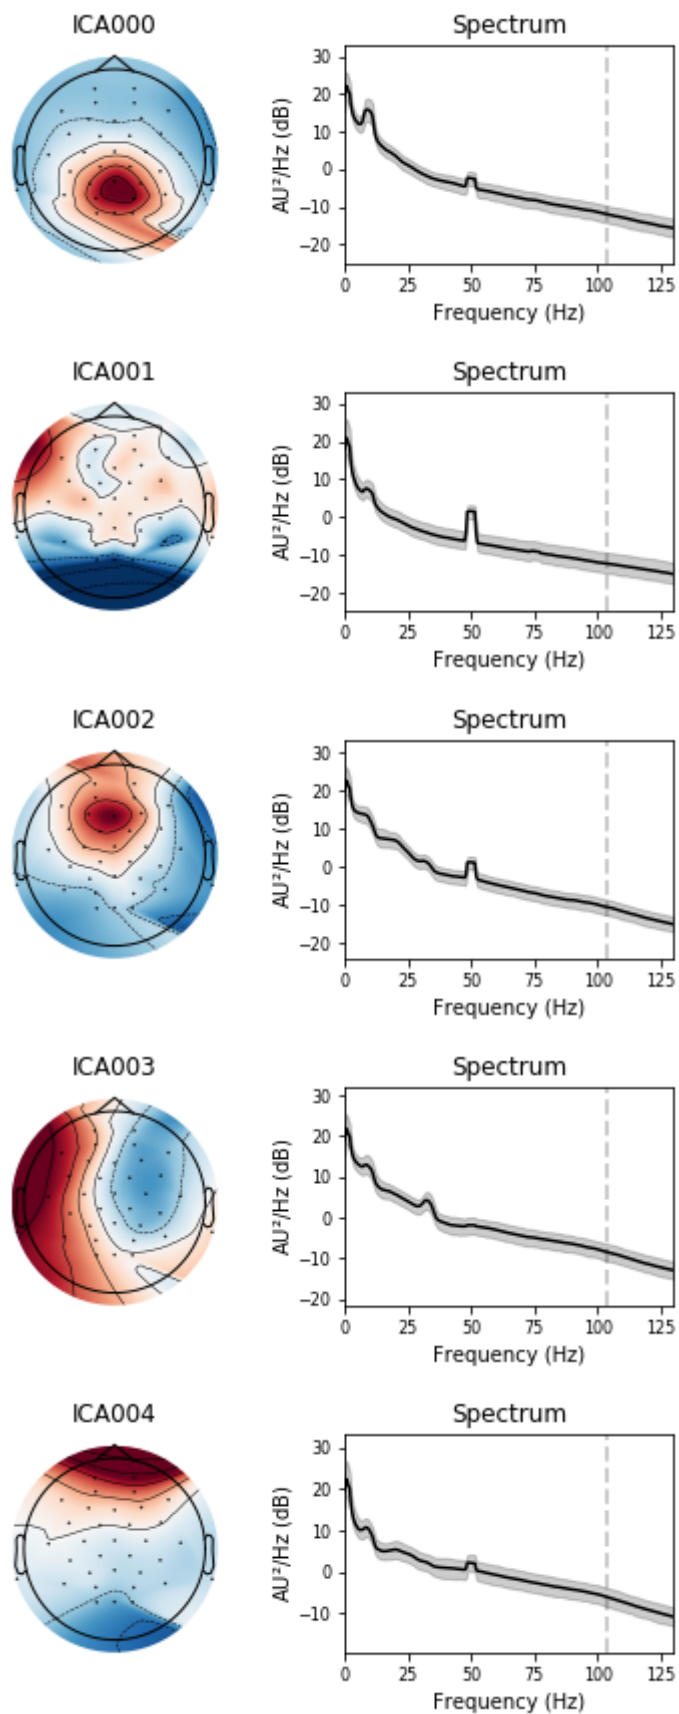 ICA000 Spectrum
30
20
10
0
−10
−20
AU²/Hz (dB)
0 25 50 75 100 125
Frequency (Hz)
ICA001 Spectrum
30
20
10
0
−10
−20
AU²/Hz (dB)
0 25 50 75 100 125
Frequency (Hz)
ICA002 Spectrum
30
20
10
0
−10
−20
AU²/Hz (dB)
0 25 50 75 100 125
Frequency (Hz)
ICA003 Spectrum
30
20
10
0
−10
−20
AU²/Hz (dB)
0 25 50 75 100 125
Frequency (Hz)
ICA004 Spectrum
30
20
10
0
−10
AU²/Hz (dB)
0 25 50 75 100 125
Frequency (Hz)